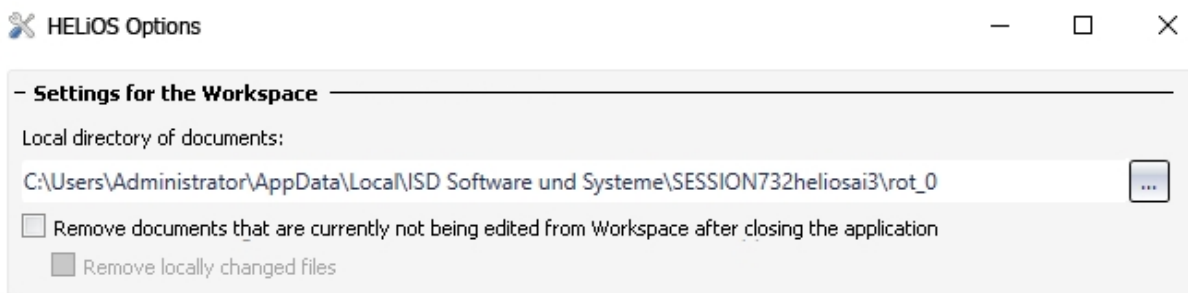 HELiOS Options
Settings for the Workspace
Local directory of documents:
C:\Users\Administrator\AppData\Local\ISD Software und Systeme\SESSION732heliosai3\rot_0
...
Remove documents that are currently not being edited from Workspace after closing the application
Remove locally changed files